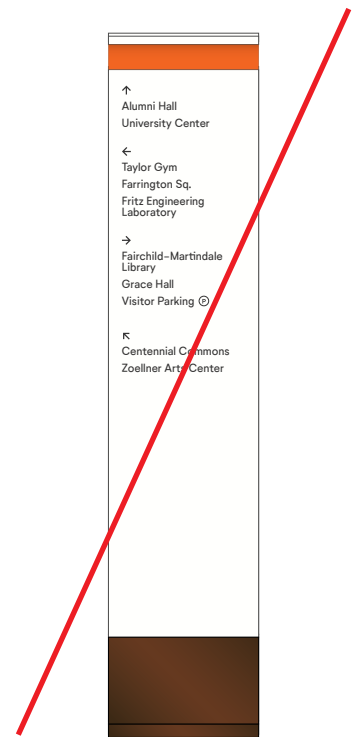 ↑
Alumni Hall
University Center
←
Taylor Gym
Farrington Sq.
Fritz Engineering
Laboratory
→
Fairchild–Martindale
Library
Grace Hall
Visitor Parking Ⓟ
↖
Centennial Commons
Zoellner Arts Center